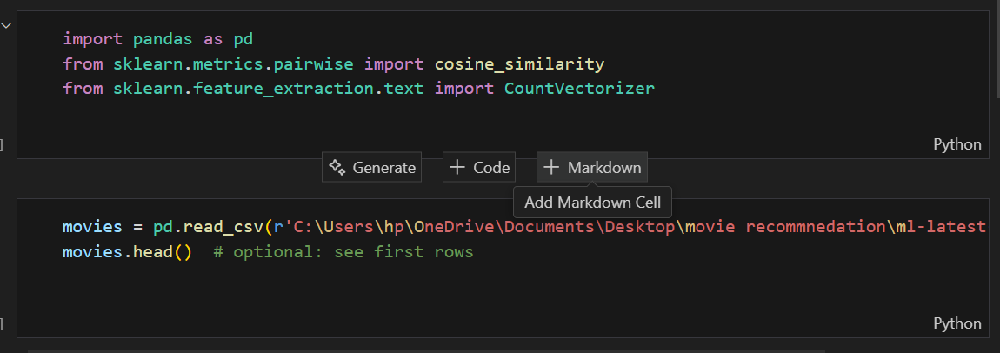 import pandas as pd
from sklearn.metrics.pairwise import cosine_similarity
from sklearn.feature_extraction.text import CountVectorizer
]
Python
Generate
Code
Markdown
Add Markdown Cell
movies = pd.read_csv(r'C:\Users\hp\OneDrive\Documents\Desktop\movie recommnedation\ml-latest
movies.head()  # optional: see first rows
]
Python